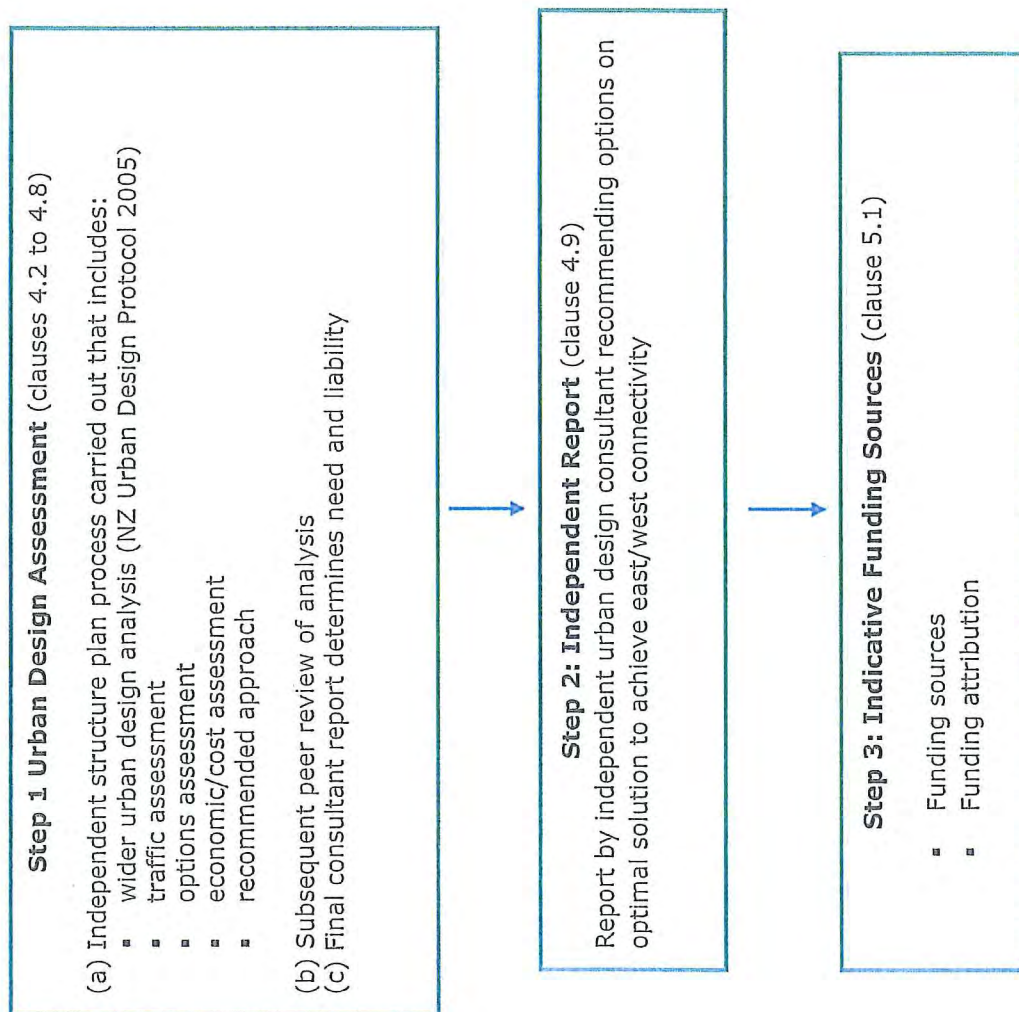 Step 1 Urban Design Assessment (clauses 4.2 to 4.8)
(a) Independent structure plan process carried out that includes:
▪ wider urban design analysis (NZ Urban Design Protocol 2005)
▪ traffic assessment
▪ options assessment
▪ economic/cost assessment
▪ recommended approach
(b) Subsequent peer review of analysis
(c) Final consultant report determines need and liability
Step 2: Independent Report (clause 4.9)
Report by independent urban design consultant recommending options on
optimal solution to achieve east/west connectivity
Step 3: Indicative Funding Sources (clause 5.1)
▪ Funding sources
▪ Funding attribution